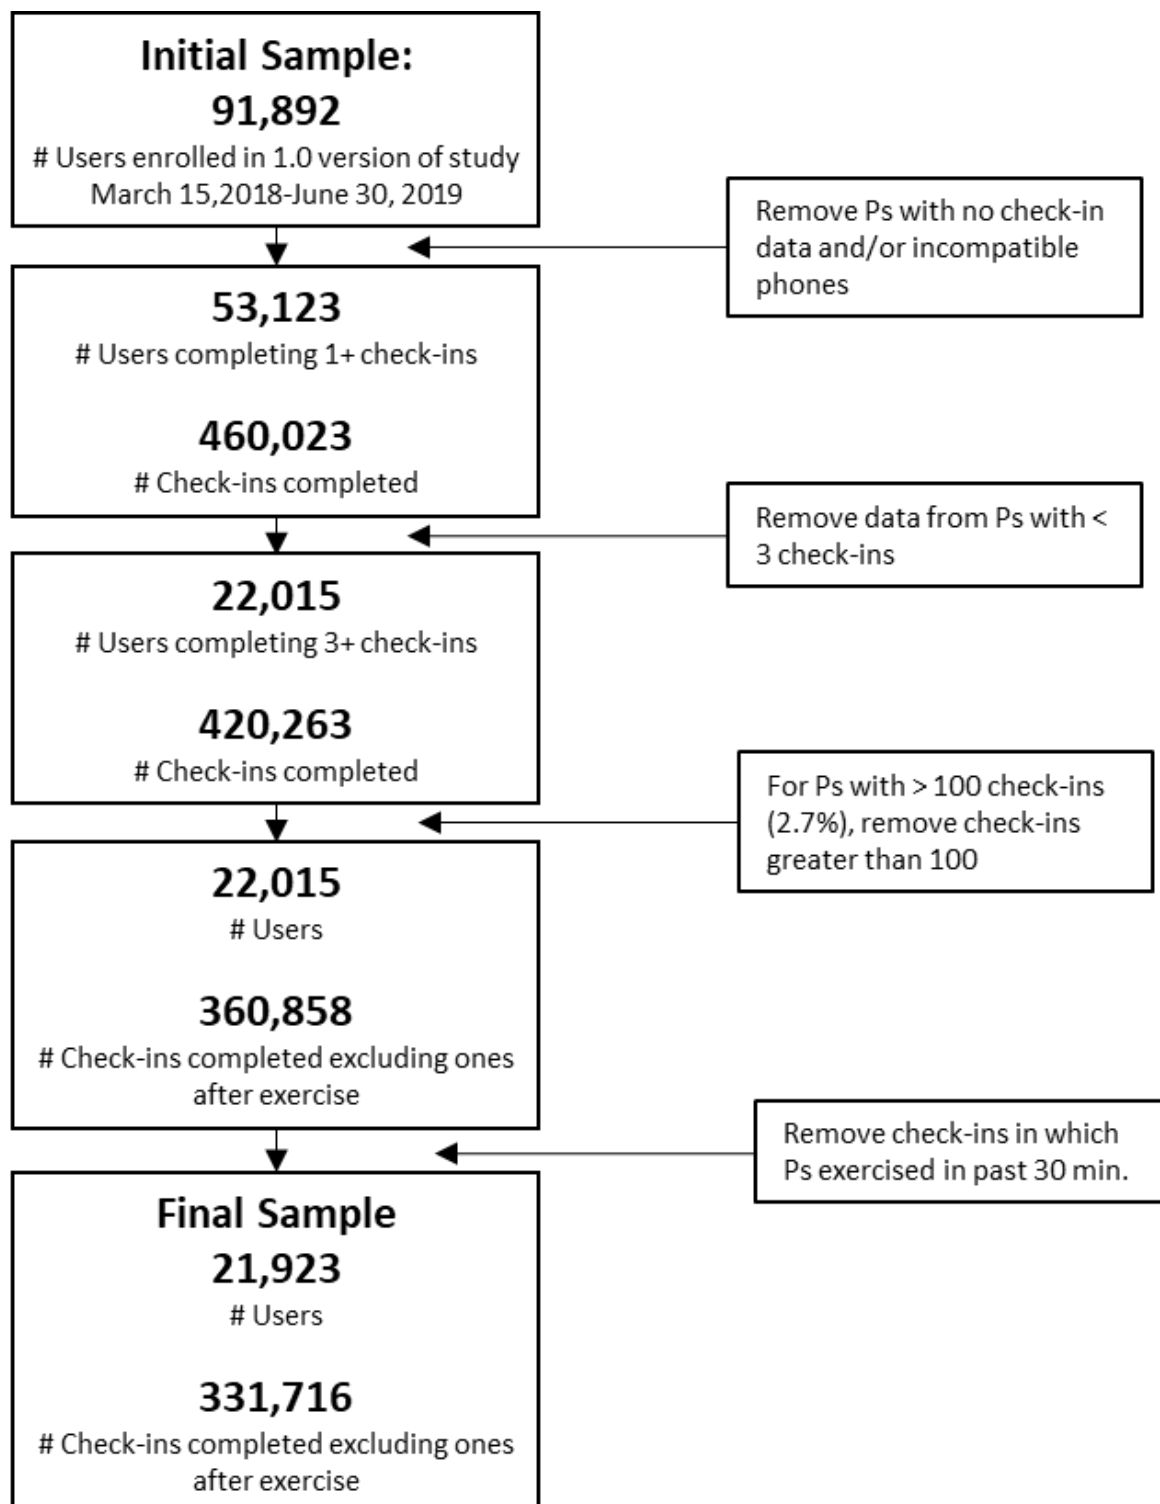 Initial Sample:
91,892
# Users enrolled in 1.0 version of study
March 15,2018-June 30, 2019
Remove Ps with no check-in
data and/or incompatible
phones
53,123
# Users completing 1+ check-ins
460,023
# Check-ins completed
Remove data from Ps with <
3 check-ins
22,015
# Users completing 3+ check-ins
420,263
# Check-ins completed
For Ps with > 100 check-ins
(2.7%), remove check-ins
greater than 100
22,015
# Users
360,858
# Check-ins completed excluding ones
after exercise
Remove check-ins in which
Ps exercised in past 30 min.
Final Sample
21,923
# Users
331,716
# Check-ins completed excluding ones
after exercise